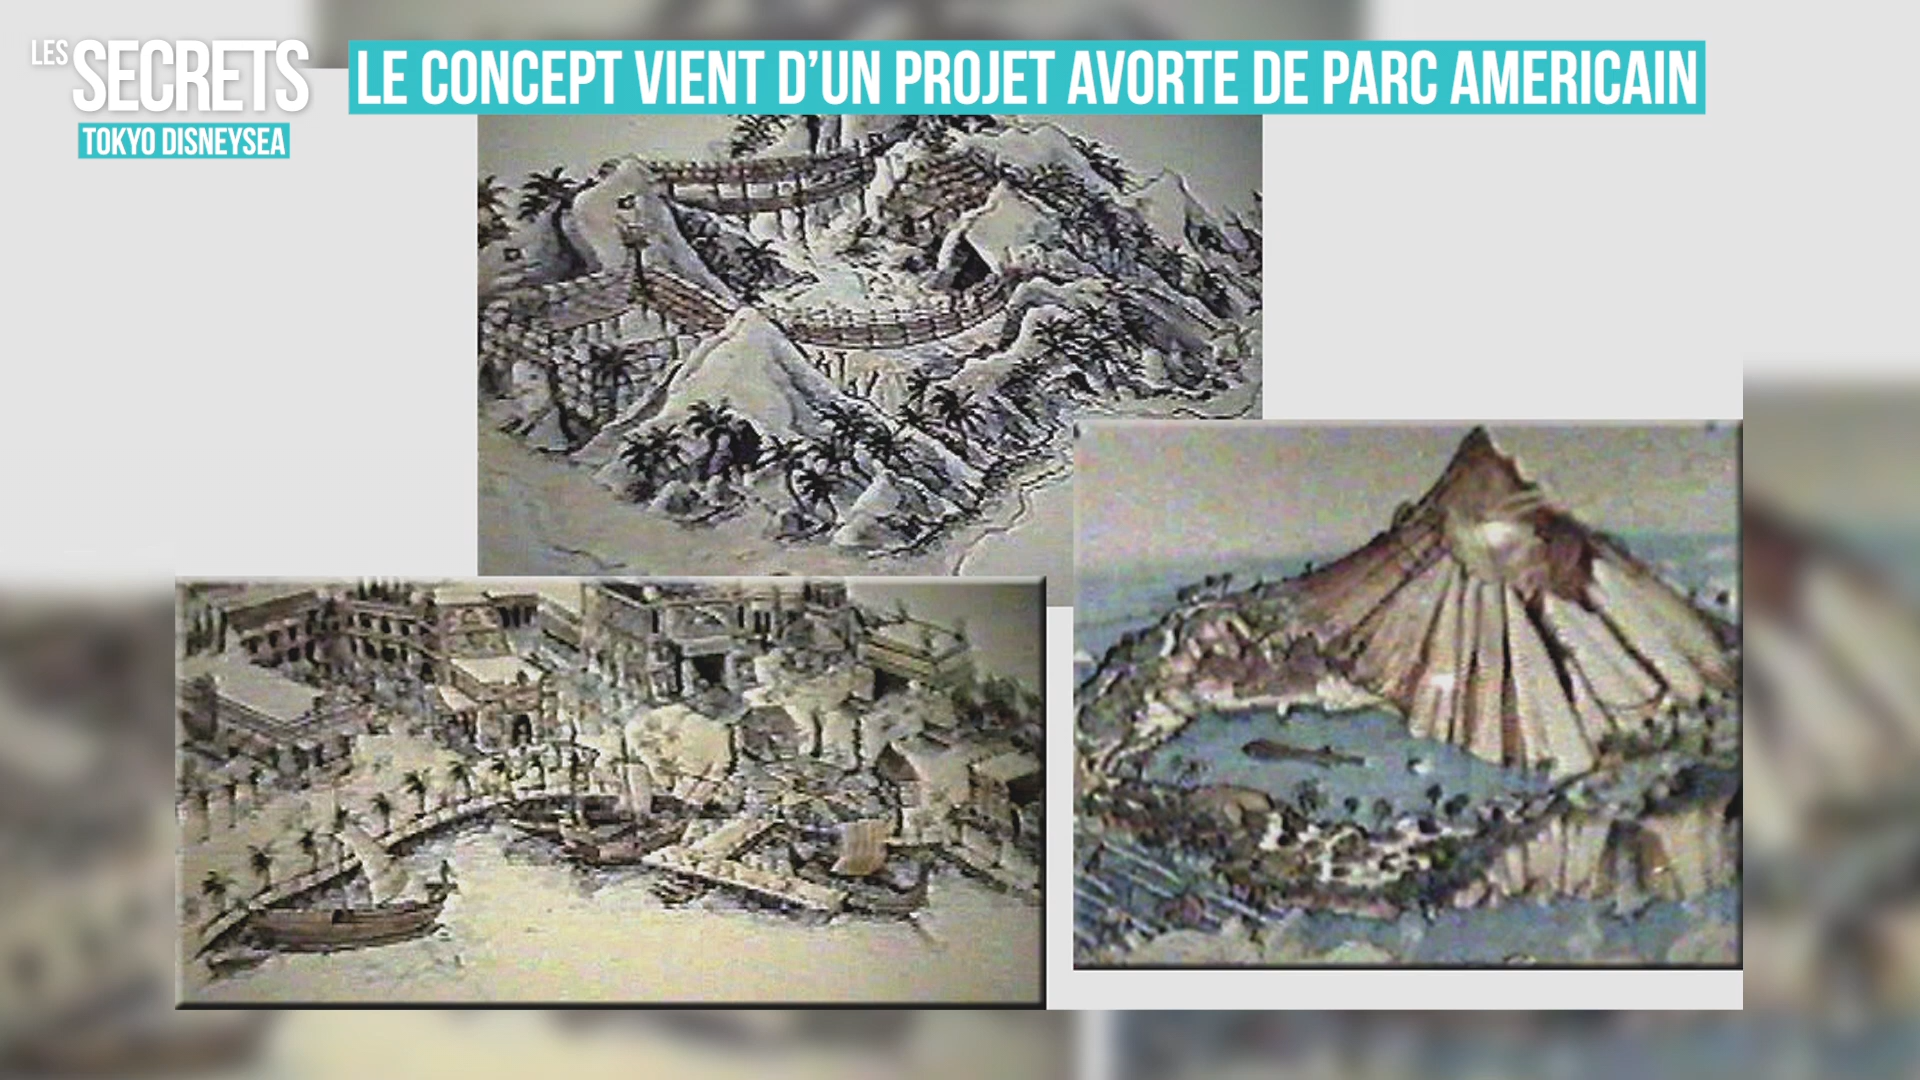 LES
SECRETS
TOKYO DISNEYSEA
LE CONCEPT VIENT D'UN PROJET AVORTE DE PARC AMERICAIN